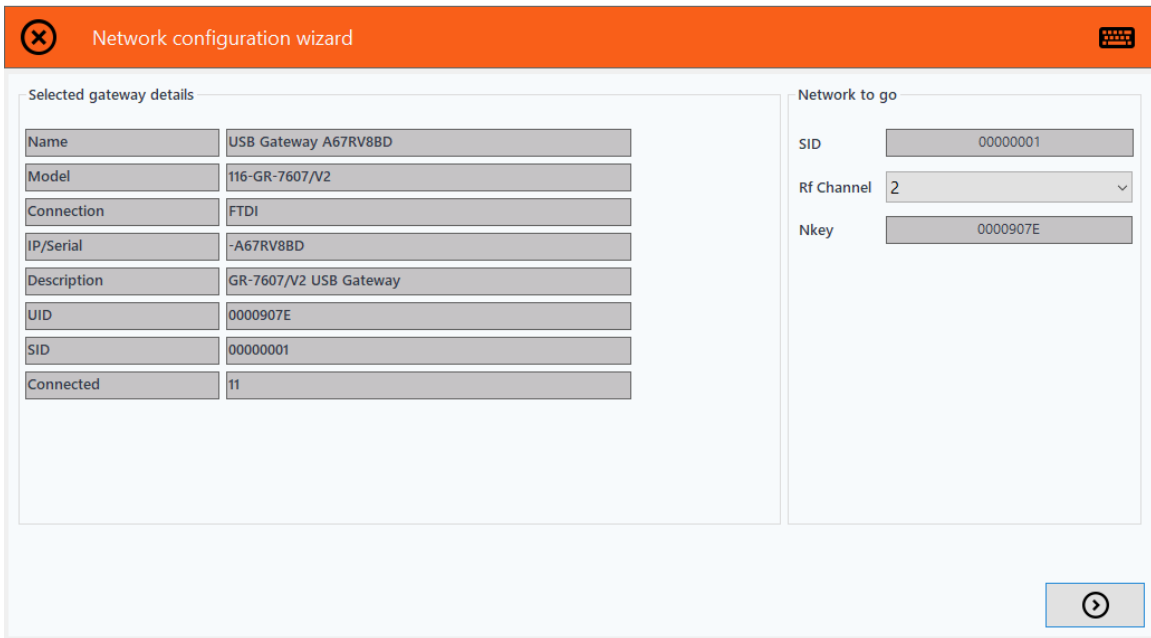 Network configuration wizard
Selected gateway details
Name USB Gateway A67RV8BD
Model 116-GR-7607/V2
Connection FTDI
IP/Serial -A67RV8BD
Description GR-7607/V2 USB Gateway
UID 0000907E
SID 00000001
Connected 11
Network to go
SID 00000001
Rf Channel 2
Nkey 0000907E